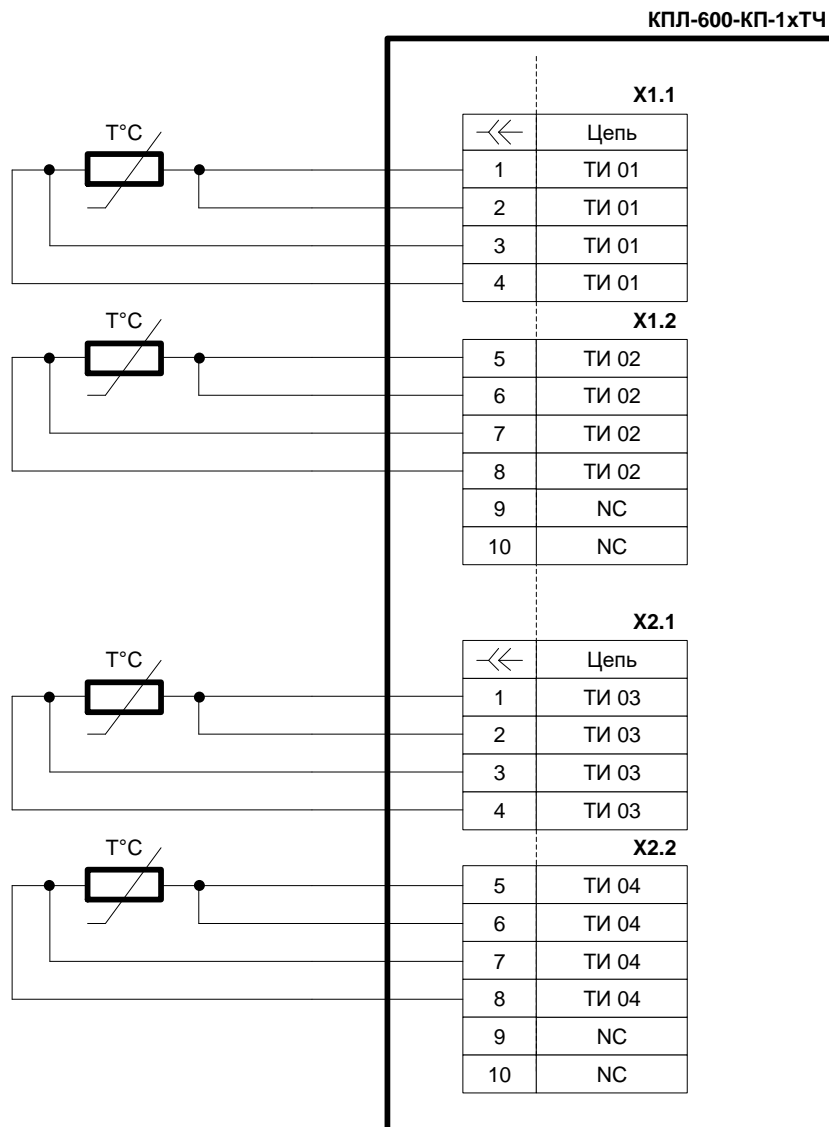 КПЛ-600-КП-1хТЧ
X1.1
T°C
Цепь
1 ТИ 01
2 ТИ 01
3 ТИ 01
4 ТИ 01
X1.2
T°C
5 ТИ 02
6 ТИ 02
7 ТИ 02
8 ТИ 02
9 NC
10 NC
X2.1
T°C
Цепь
1 ТИ 03
2 ТИ 03
3 ТИ 03
4 ТИ 03
X2.2
T°C
5 ТИ 04
6 ТИ 04
7 ТИ 04
8 ТИ 04
9 NC
10 NC